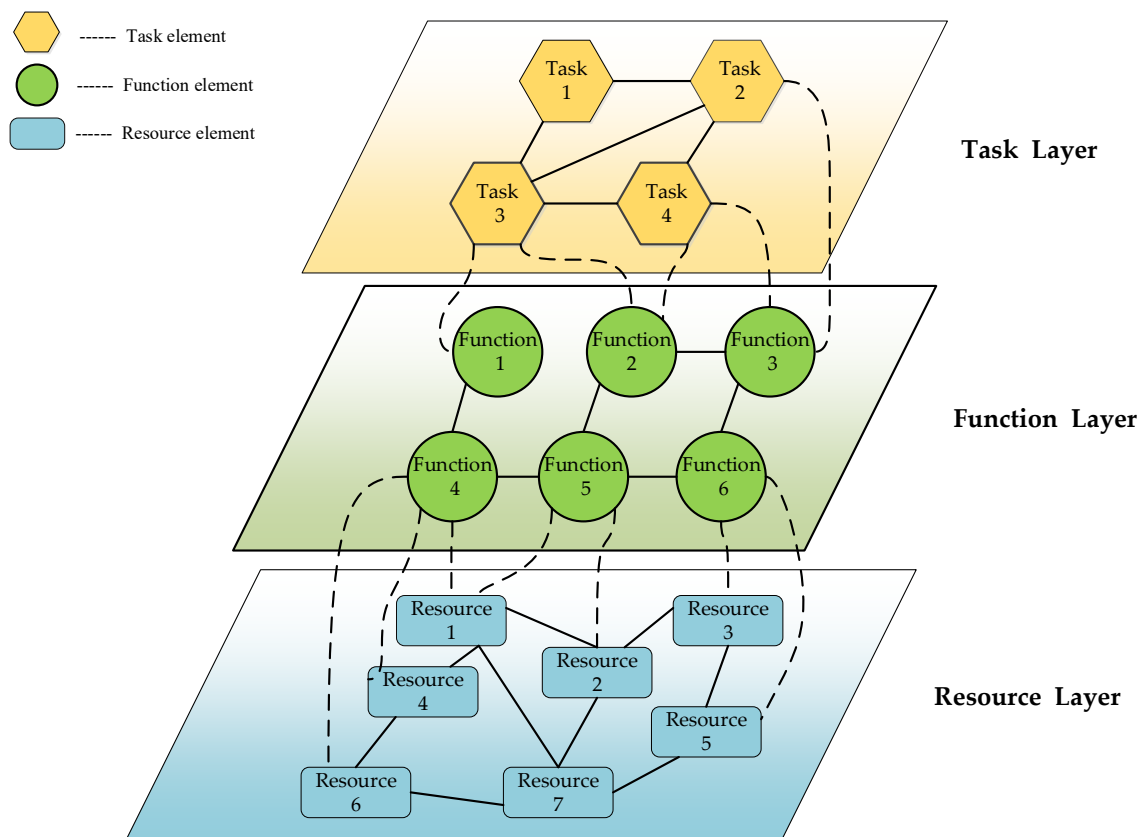 ------ Task element
------ Function element
------ Resource element
Task
1
Task
2
Task
3
Task
4
Task Layer
Function
1
Function
2
Function
3
Function
4
Function
5
Function
6
Function Layer
Resource
1
Resource
2
Resource
3
Resource
4
Resource
5
Resource
6
Resource
7
Resource Layer